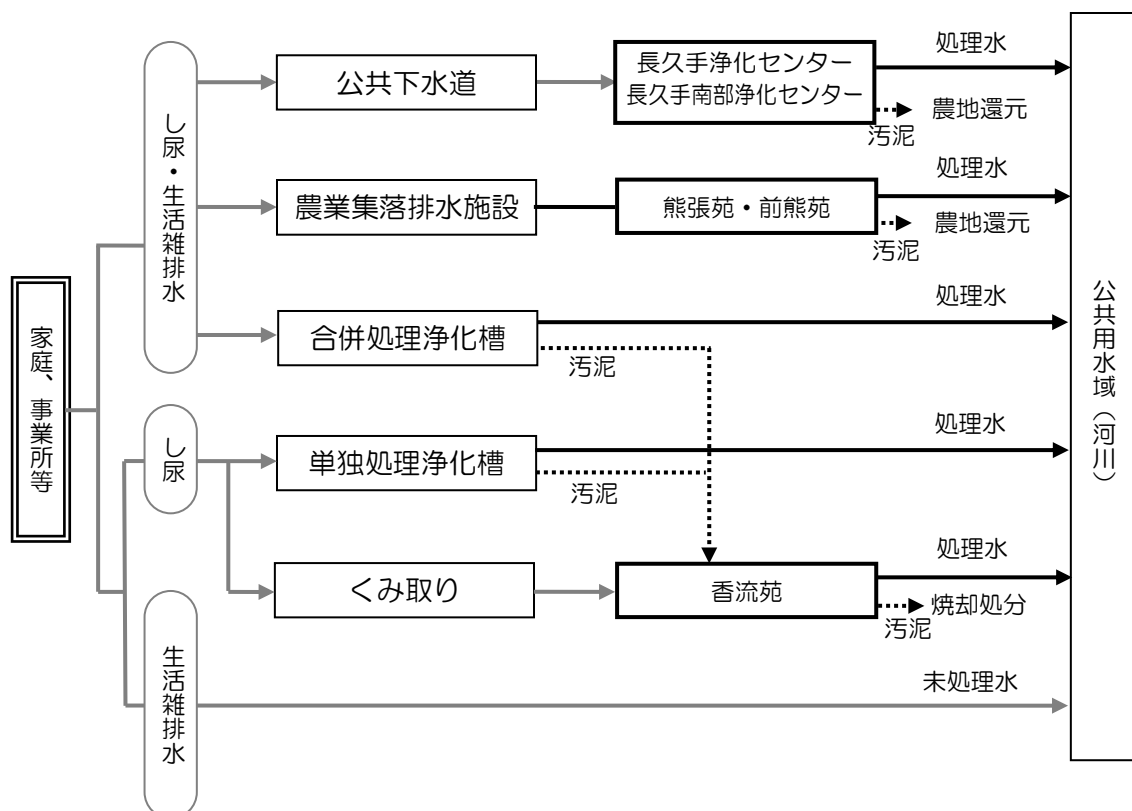 家庭、事業所等
し尿・生活雑排水
し尿
生活雑排水
公共下水道
長久手浄化センター
長久手南部浄化センター
処理水
汚泥
農地還元
農業集落排水施設
熊張苑・前熊苑
処理水
汚泥
農地還元
合併処理浄化槽
処理水
汚泥
単独処理浄化槽
処理水
汚泥
くみ取り
香流苑
処理水
汚泥
焼却処分
未処理水
公共用水域（河川）